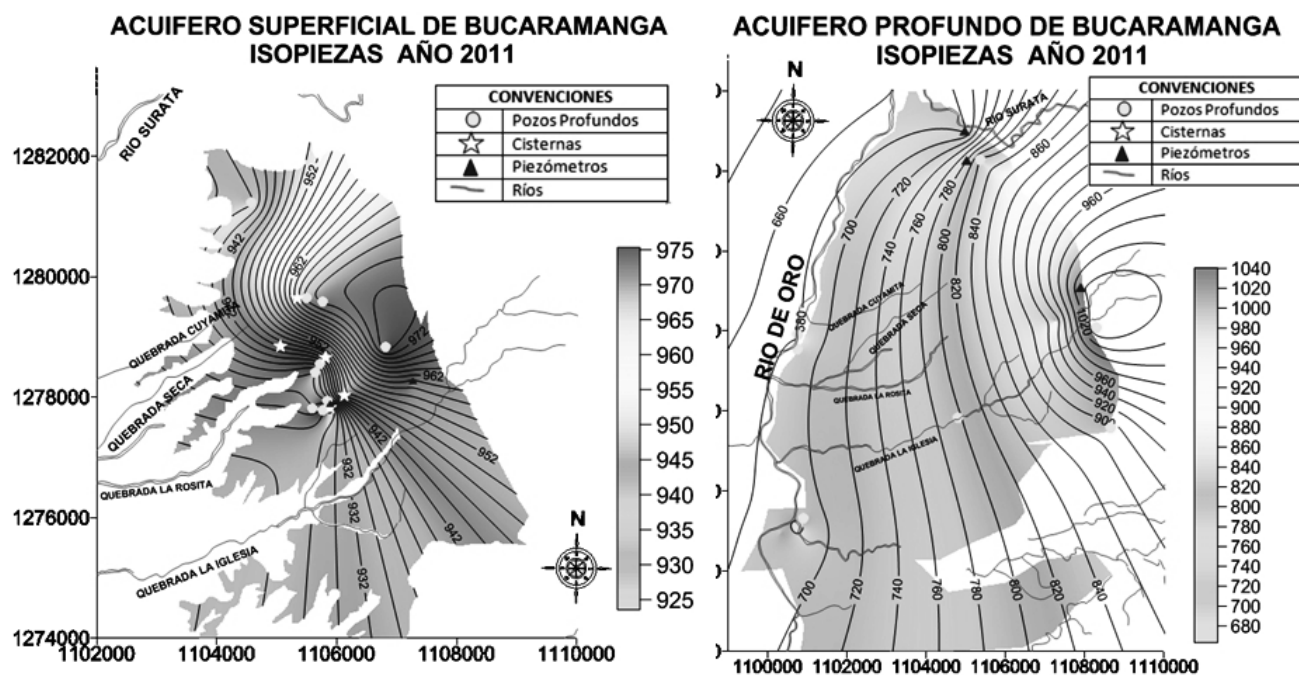 ACUIFERO SUPERFICIAL DE BUCARAMANGA
ISOPIEZAS AÑO 2011
CONVENCIONES
Pozos Profundos
Cisternas
Piezómetros
Ríos
RIO SURATA
1282000
1280000
1278000
1276000
1274000
1102000 1104000 1106000 1108000 1110000
952
942
962
972
962
942
952
932
932
942
932
QUEBRADA CUYAMITA
QUEBRADA SECA
QUEBRADA LA ROSITA
QUEBRADA LA IGLESIA
N
975
970
965
960
955
950
945
940
935
930
925
ACUIFERO PROFUNDO DE BUCARAMANGA
ISOPIEZAS AÑO 2011
N
CONVENCIONES
Pozos Profundos
Cisternas
Piezómetros
Ríos
RIO SURATÁ
RIO DE ORO
660
720
700
740
760
780
800
840
820
860
960
1020
960
940
920
QUEBRADA CUYAMITA
QUEBRADA SECA
QUEBRADA LA ROSITA
QUEBRADA LA IGLESIA
700
720
740
760
780
800
820
840
1100000 1102000 1104000 1106000 1108000 1110000
1040
1020
1000
980
960
940
920
900
880
860
840
820
800
780
760
740
720
700
680